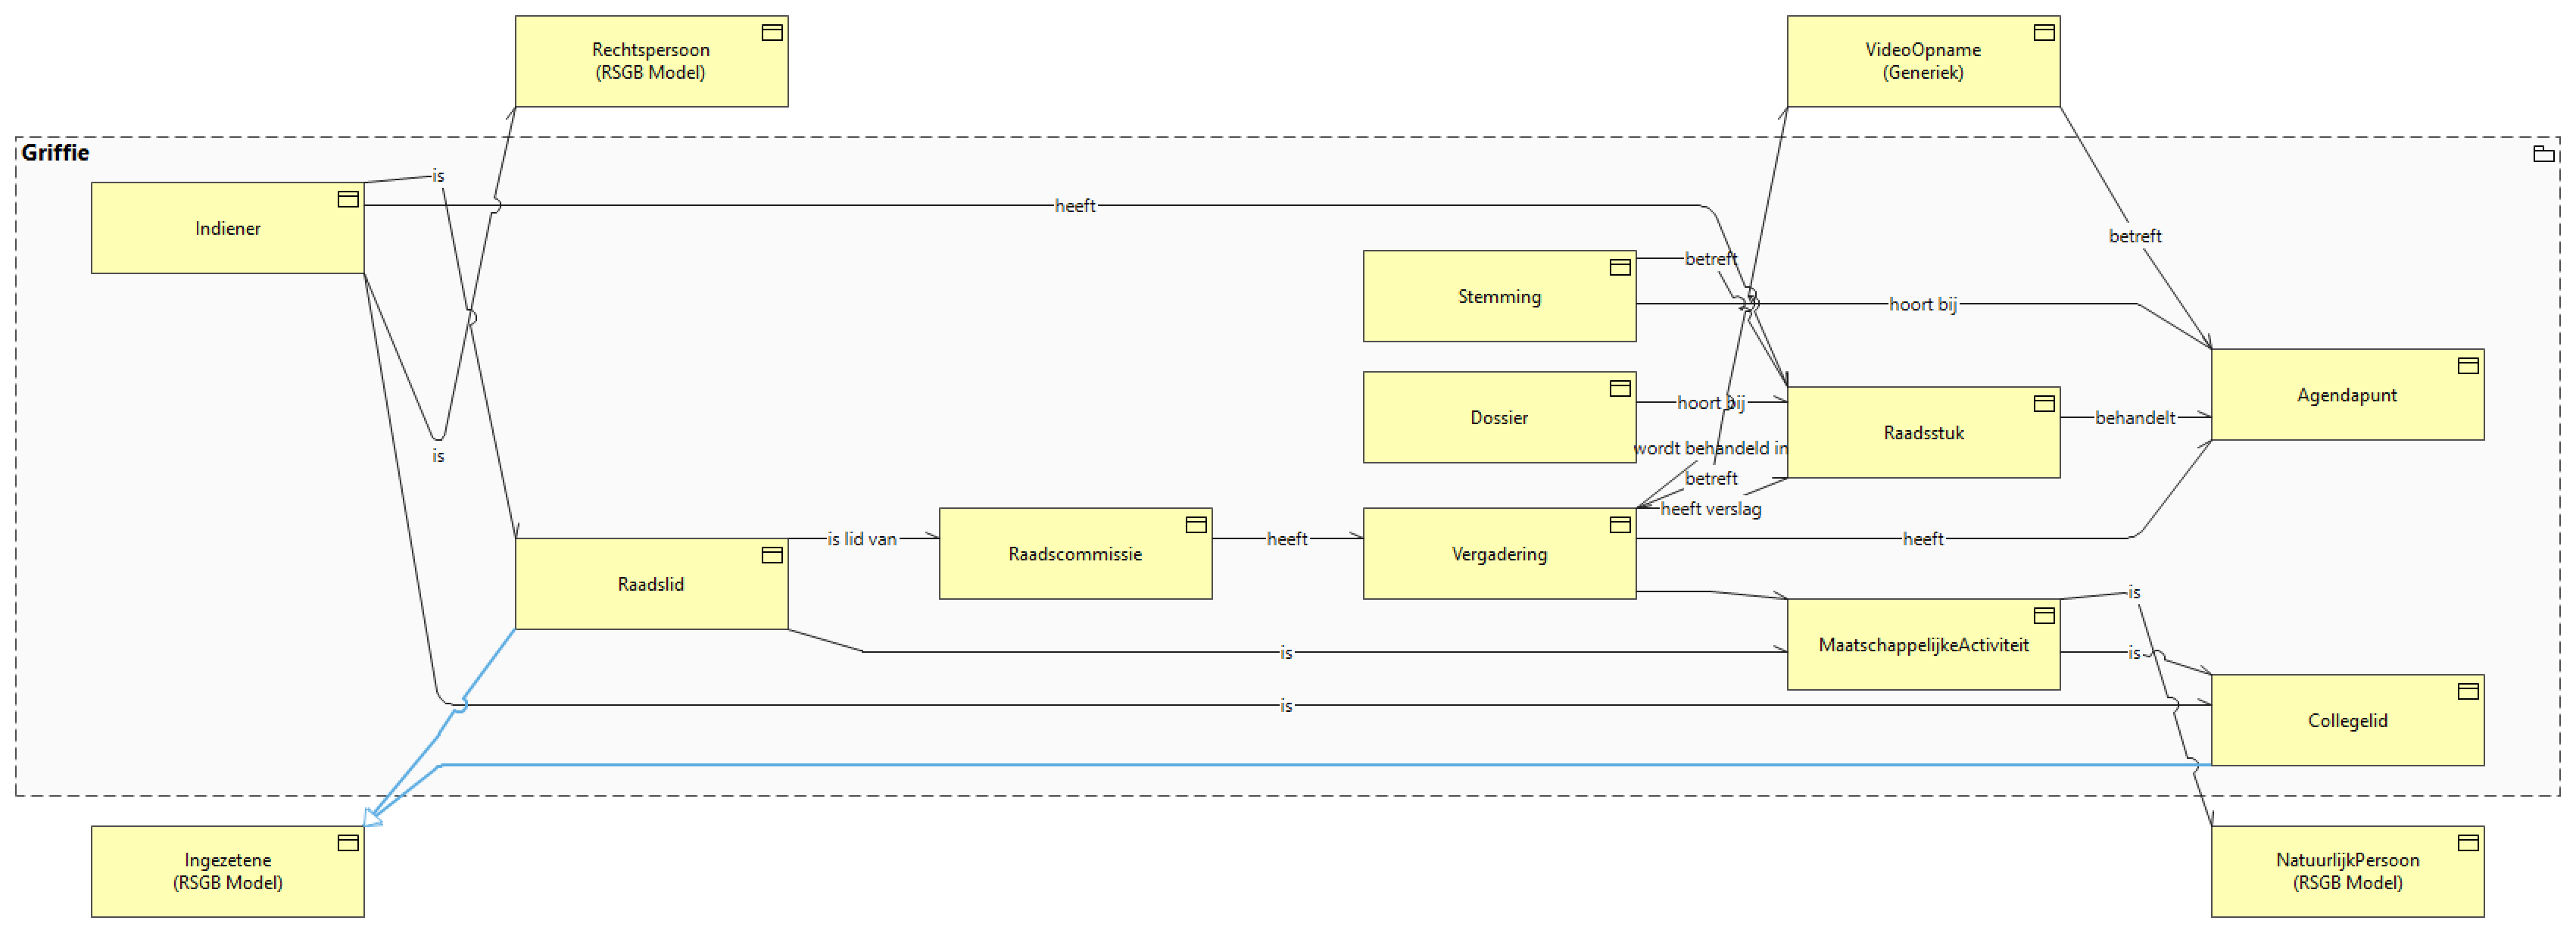 Rechtspersoon
(RSGB Model)
VideoOpname
(Generiek)
Griffie
is
Indiener
heeft
betreft
betreft
Stemming
hoort bij
Agendapunt
Dossier
hoort bij
Raadsstuk
behandelt
wordt behandeld in
is
betreft
heeft verslag
is lid van
Raadscommissie
heeft
Vergadering
heeft
Raadslid
is
MaatschappelijkeActiviteit
is
is
is
Collegelid
Ingezetene
(RSGB Model)
NatuurlijkPersoon
(RSGB Model)